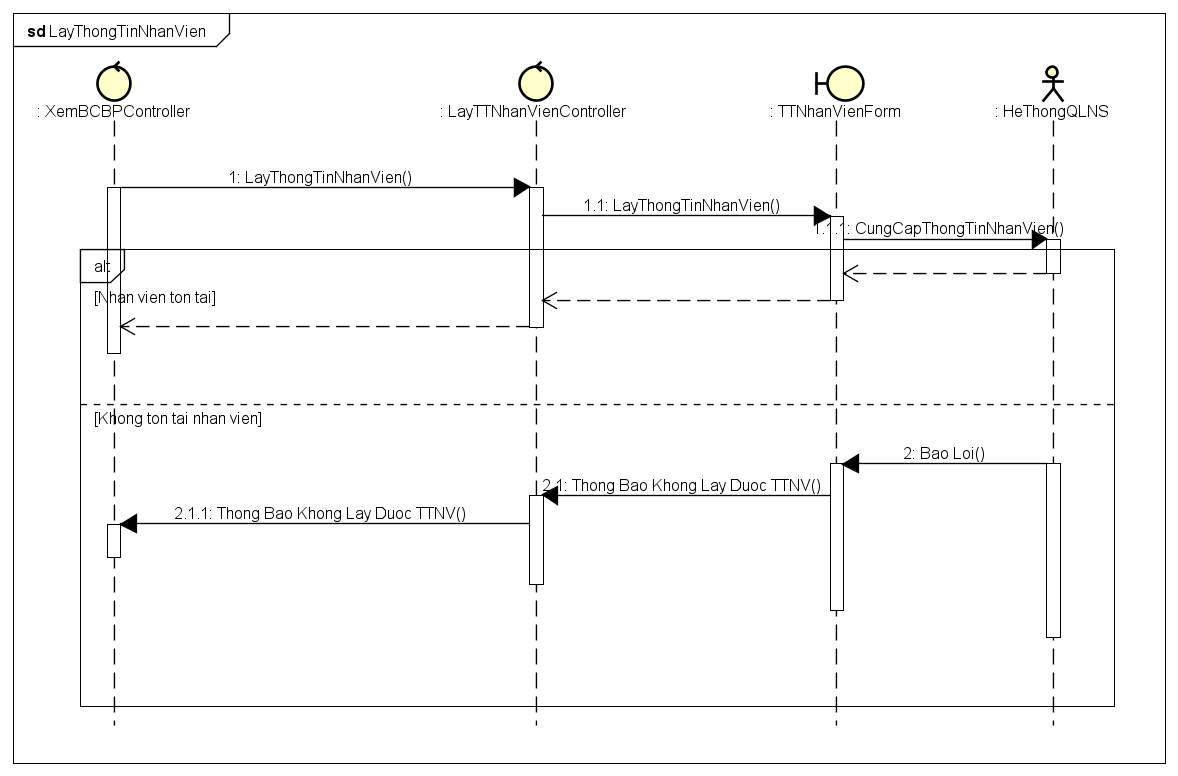 sd LayThongTinNhanVien
: XemBCBPController
: LayTTNhanVienController
: TTNhanVienForm
: HeThongQLNS
1: LayThongTinNhanVien()
1.1: LayThongTinNhanVien()
1.1.1: CungCapThongTinNhanVien()
alt
[Nhan vien ton tai]
[Khong ton tai nhan vien]
2: Bao Loi()
2.1: Thong Bao Khong Lay Duoc TTNV()
2.1.1: Thong Bao Khong Lay Duoc TTNV()